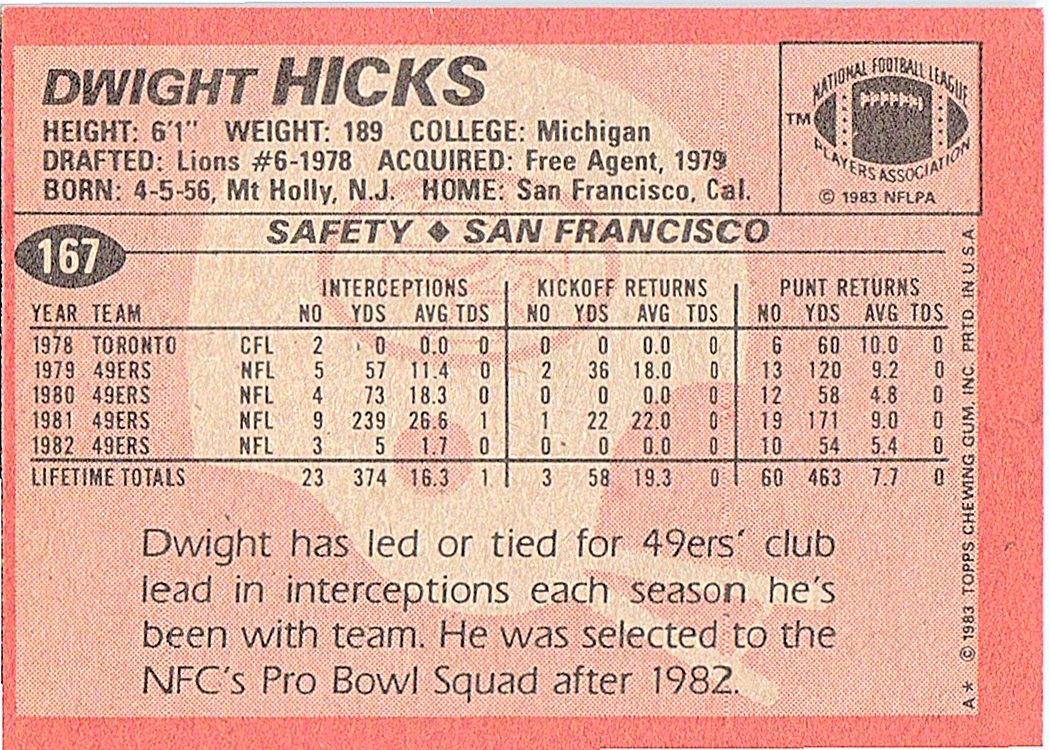 DWIGHT HICKS
HEIGHT: 6'1" WEIGHT: 189 COLLEGE: Michigan
DRAFTED: Lions #6-1978 ACQUIRED: Free Agent, 1979
BORN: 4-5-56, Mt Holly, N.J. HOME: San Francisco, Cal.
NATIONAL FOOTBALL LEAGUE
TM
PLAYERS ASSOCIATION
© 1983 NFLPA
167
SAFETY ♦ SAN FRANCISCO
INTERCEPTIONS KICKOFF RETURNS PUNT RETURNS
YEAR TEAM NO YDS AVG TDS NO YDS AVG TDS NO YDS AVG TDS
1978 TORONTO CFL 2 0 0.0 0 0 0 0.0 0 6 60 10.0 0
1979 49ERS NFL 5 57 11.4 0 2 36 18.0 0 13 120 9.2 0
1980 49ERS NFL 4 73 18.3 0 0 0 0.0 0 12 58 4.8 0
1981 49ERS NFL 9 239 26.6 1 1 22 22.0 0 19 171 9.0 0
1982 49ERS NFL 3 5 1.7 0 0 0 0.0 0 10 54 5.4 0
LIFETIME TOTALS 23 374 16.3 1 3 58 19.3 0 60 463 7.7 0
Dwight has led or tied for 49ers' club
lead in interceptions each season he's
been with team. He was selected to the
NFC's Pro Bowl Squad after 1982.
A* © 1983 TOPPS CHEWING GUM, INC. PRTD. IN U.S.A.